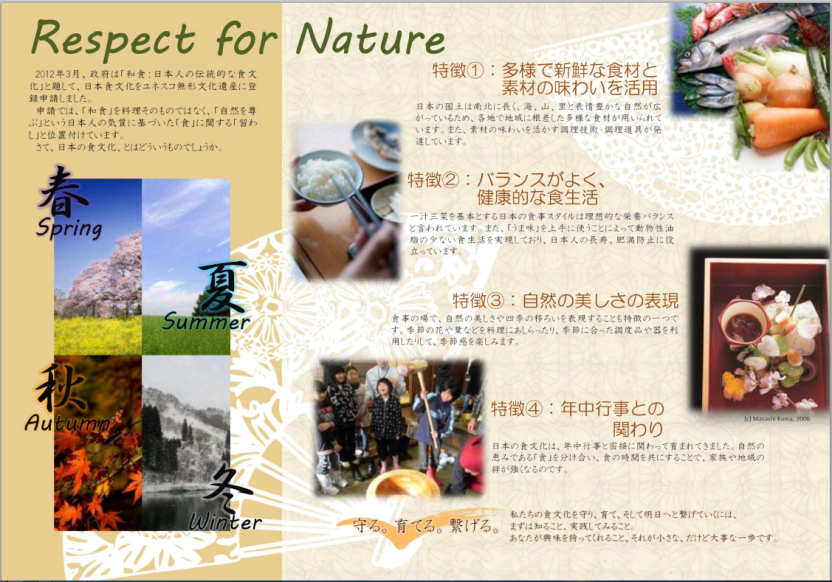 Respect for Nature
2012年3月、政府は「和食;日本人の伝統的な食文
化」と題して、日本食文化をユネスコ無形文化遺産に登
録申請しました。
申請では、「和食」を料理そのものではなく、「自然を尊
ぶ」という日本人の気質に基づいた「食」に関する「習わ
し」と位置付けています。
さて、日本の食文化、とはどういうものでしょうか。
春
Spring
夏
Summer
秋
Autumn
冬
Winter
特徴①:多様で新鮮な食材と
素材の味わいを活用
日本の国土は南北に長く、海、山、里と表情豊かな自然が広
がっているため、各地で地域に根差した多様な食材が用いられて
います。また、素材の味わいを活かす調理技術・調理道具が発
達しています。
特徴②:バランスがよく、
健康的な食生活
一汁三菜を基本とする日本の食事スタイルは理想的な栄養バランス
と言われています。また、「うま味」を上手に使うことによって動物性油
脂の少ない食生活を実現しており、日本人の長寿、肥満防止に役
立っています。
特徴③:自然の美しさの表現
食事の場で、自然の美しさや四季の移ろいを表現することも特徴の一つで
す。季節の花や葉などを料理にあしらったり、季節に合った調度品や器を利
用したりして、季節感を楽しみます。
(c) Masashi Kuma, 2006
特徴④:年中行事との
関わり
日本の食文化は、年中行事と密接に関わって育まれてきました。自然の
恵みである「食」を分け合い、食の時間を共にすることで、家族や地域の
絆が強くなるのです。
守る。育てる。繋げる。
私たちの食文化を守り、育て、そして明日へと繋げていくには、
まずは知ること、実践してみること。
あなたが興味を持ってくれること、それが小さな、だけど大事な一歩です。